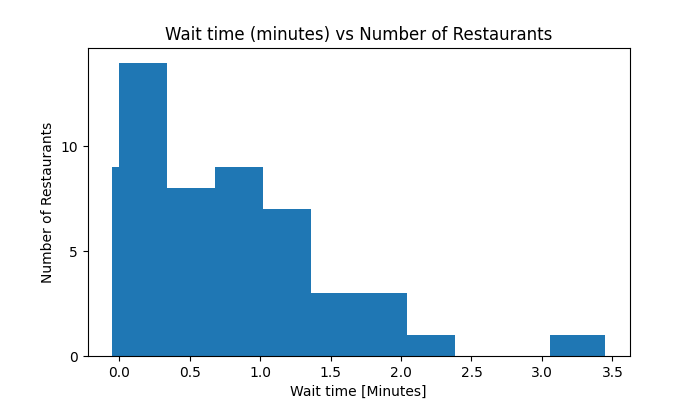 Wait time (minutes) vs Number of Restaurants
Number of Restaurants
10
5
0
0.0 0.5 1.0 1.5 2.0 2.5 3.0 3.5
Wait time [Minutes]